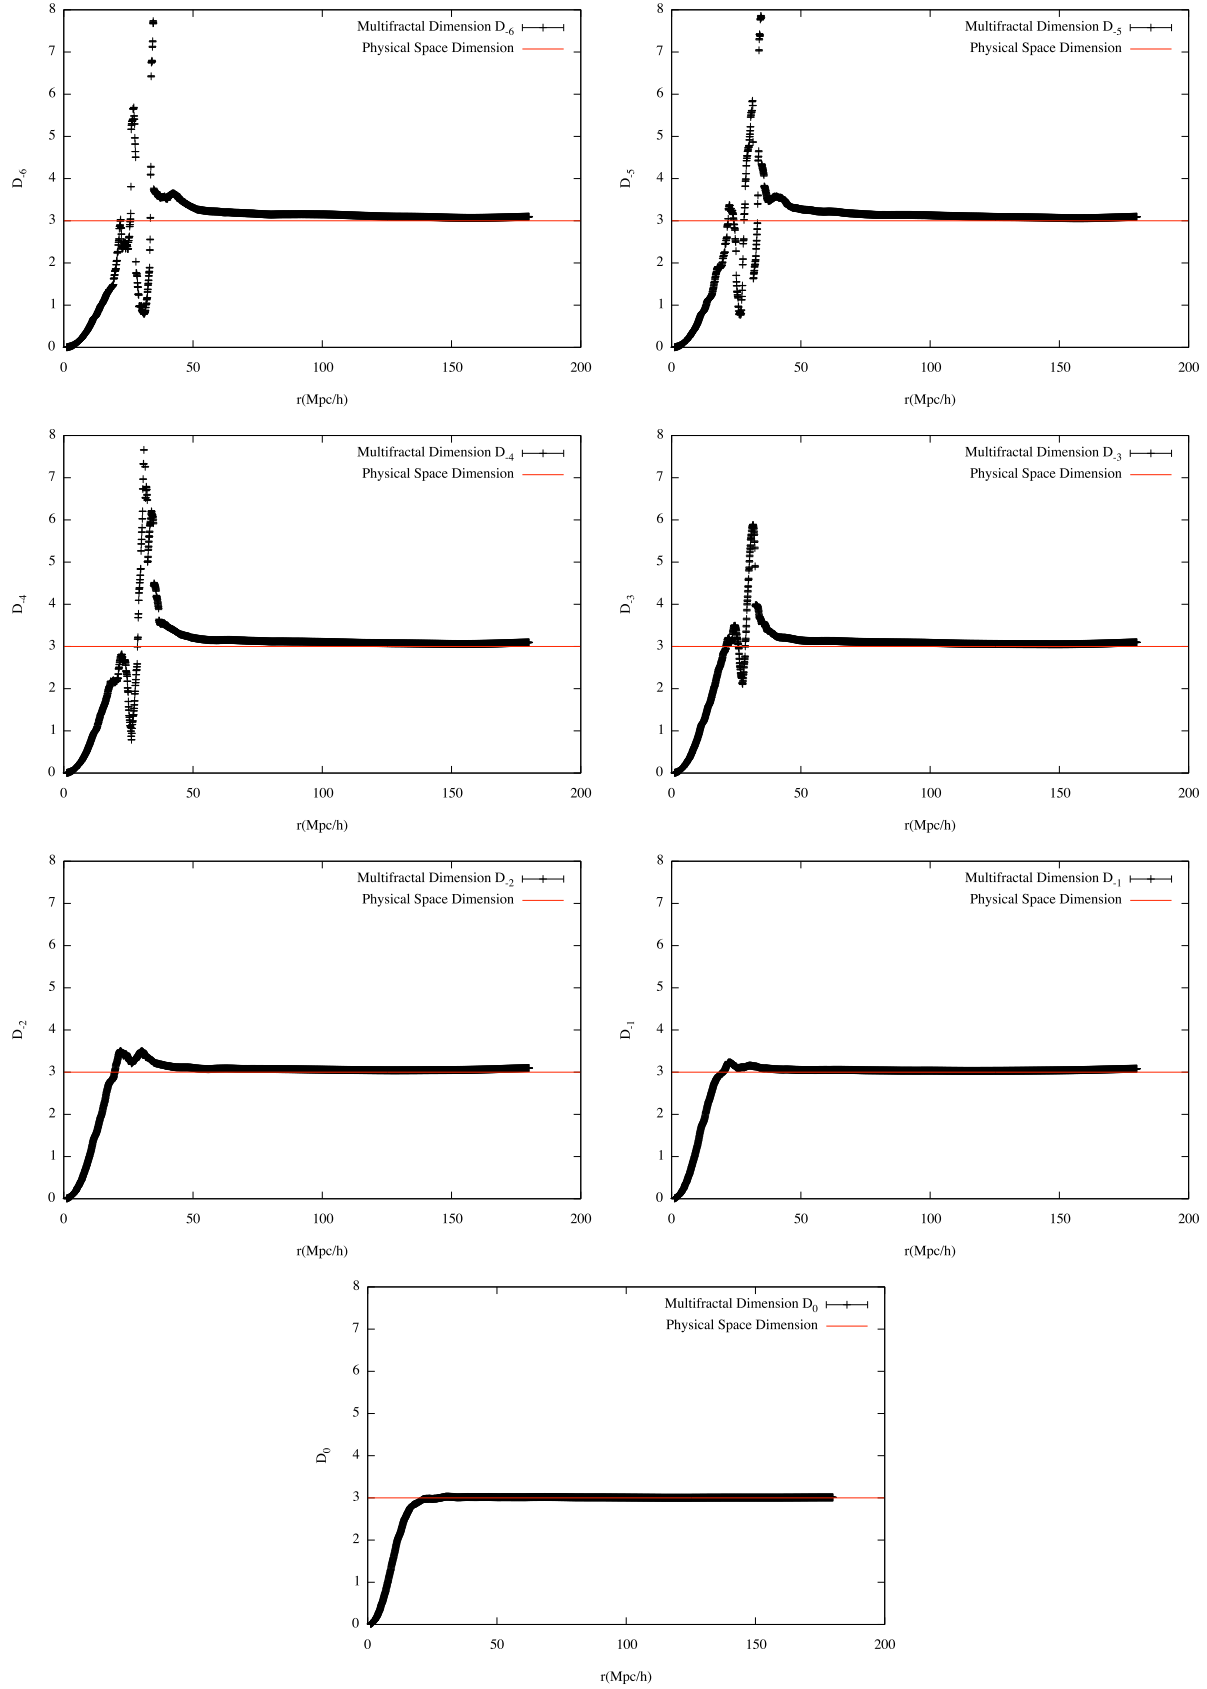 Multifractal Dimension D-6
Physical Space Dimension
D-6
8
7
6
5
4
3
2
1
0
0 50 100 150 200
r(Mpc/h)
Multifractal Dimension D-5
Physical Space Dimension
D-5
8
7
6
5
4
3
2
1
0
0 50 100 150 200
r(Mpc/h)
Multifractal Dimension D-4
Physical Space Dimension
D-4
8
7
6
5
4
3
2
1
0
0 50 100 150 200
r(Mpc/h)
Multifractal Dimension D-3
Physical Space Dimension
D-3
8
7
6
5
4
3
2
1
0
0 50 100 150 200
r(Mpc/h)
Multifractal Dimension D-2
Physical Space Dimension
D-2
8
7
6
5
4
3
2
1
0
0 50 100 150 200
r(Mpc/h)
Multifractal Dimension D-1
Physical Space Dimension
D-1
8
7
6
5
4
3
2
1
0
0 50 100 150 200
r(Mpc/h)
Multifractal Dimension D0
Physical Space Dimension
D0
8
7
6
5
4
3
2
1
0
0 50 100 150 200
r(Mpc/h)